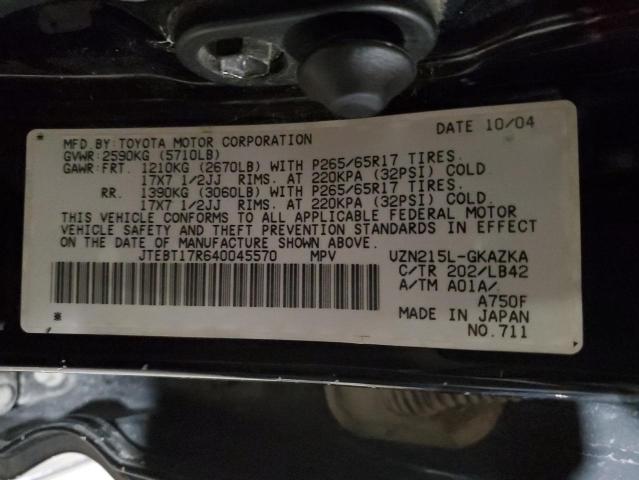 DATE 10/04
MFD.BY:TOYOTA MOTOR CORPORATION
GVWR:2590KG (5710LB)
GAWR:FRT. 1210KG (2670LB) WITH P265/65R17 TIRES.
17X7 1/2JJ RIMS. AT 220KPA (32PSI) COLD
RR. 1390KG (3060LB) WITH P265/65R17 TIRES.
17X7 1/2JJ RIMS. AT 220KPA (32PSI) COLD.
THIS VEHICLE CONFORMS TO ALL APPLICABLE FEDERAL MOTOR
VEHICLE SAFETY AND THEFT PREVENTION STANDARDS IN EFFECT
ON THE DATE OF MANUFACTURE SHOWN ABOVE.
JTEBT17R640045570 MPV UZN215L-GKAZKA
C/TR 202/LB42
A/TM A01A/
A750F
MADE IN JAPAN
NO.711